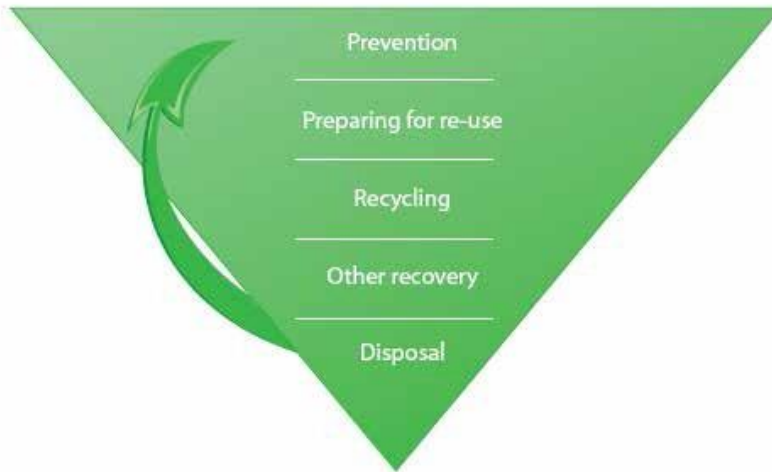 Prevention
Preparing for re-use
Recycling
Other recovery
Disposal